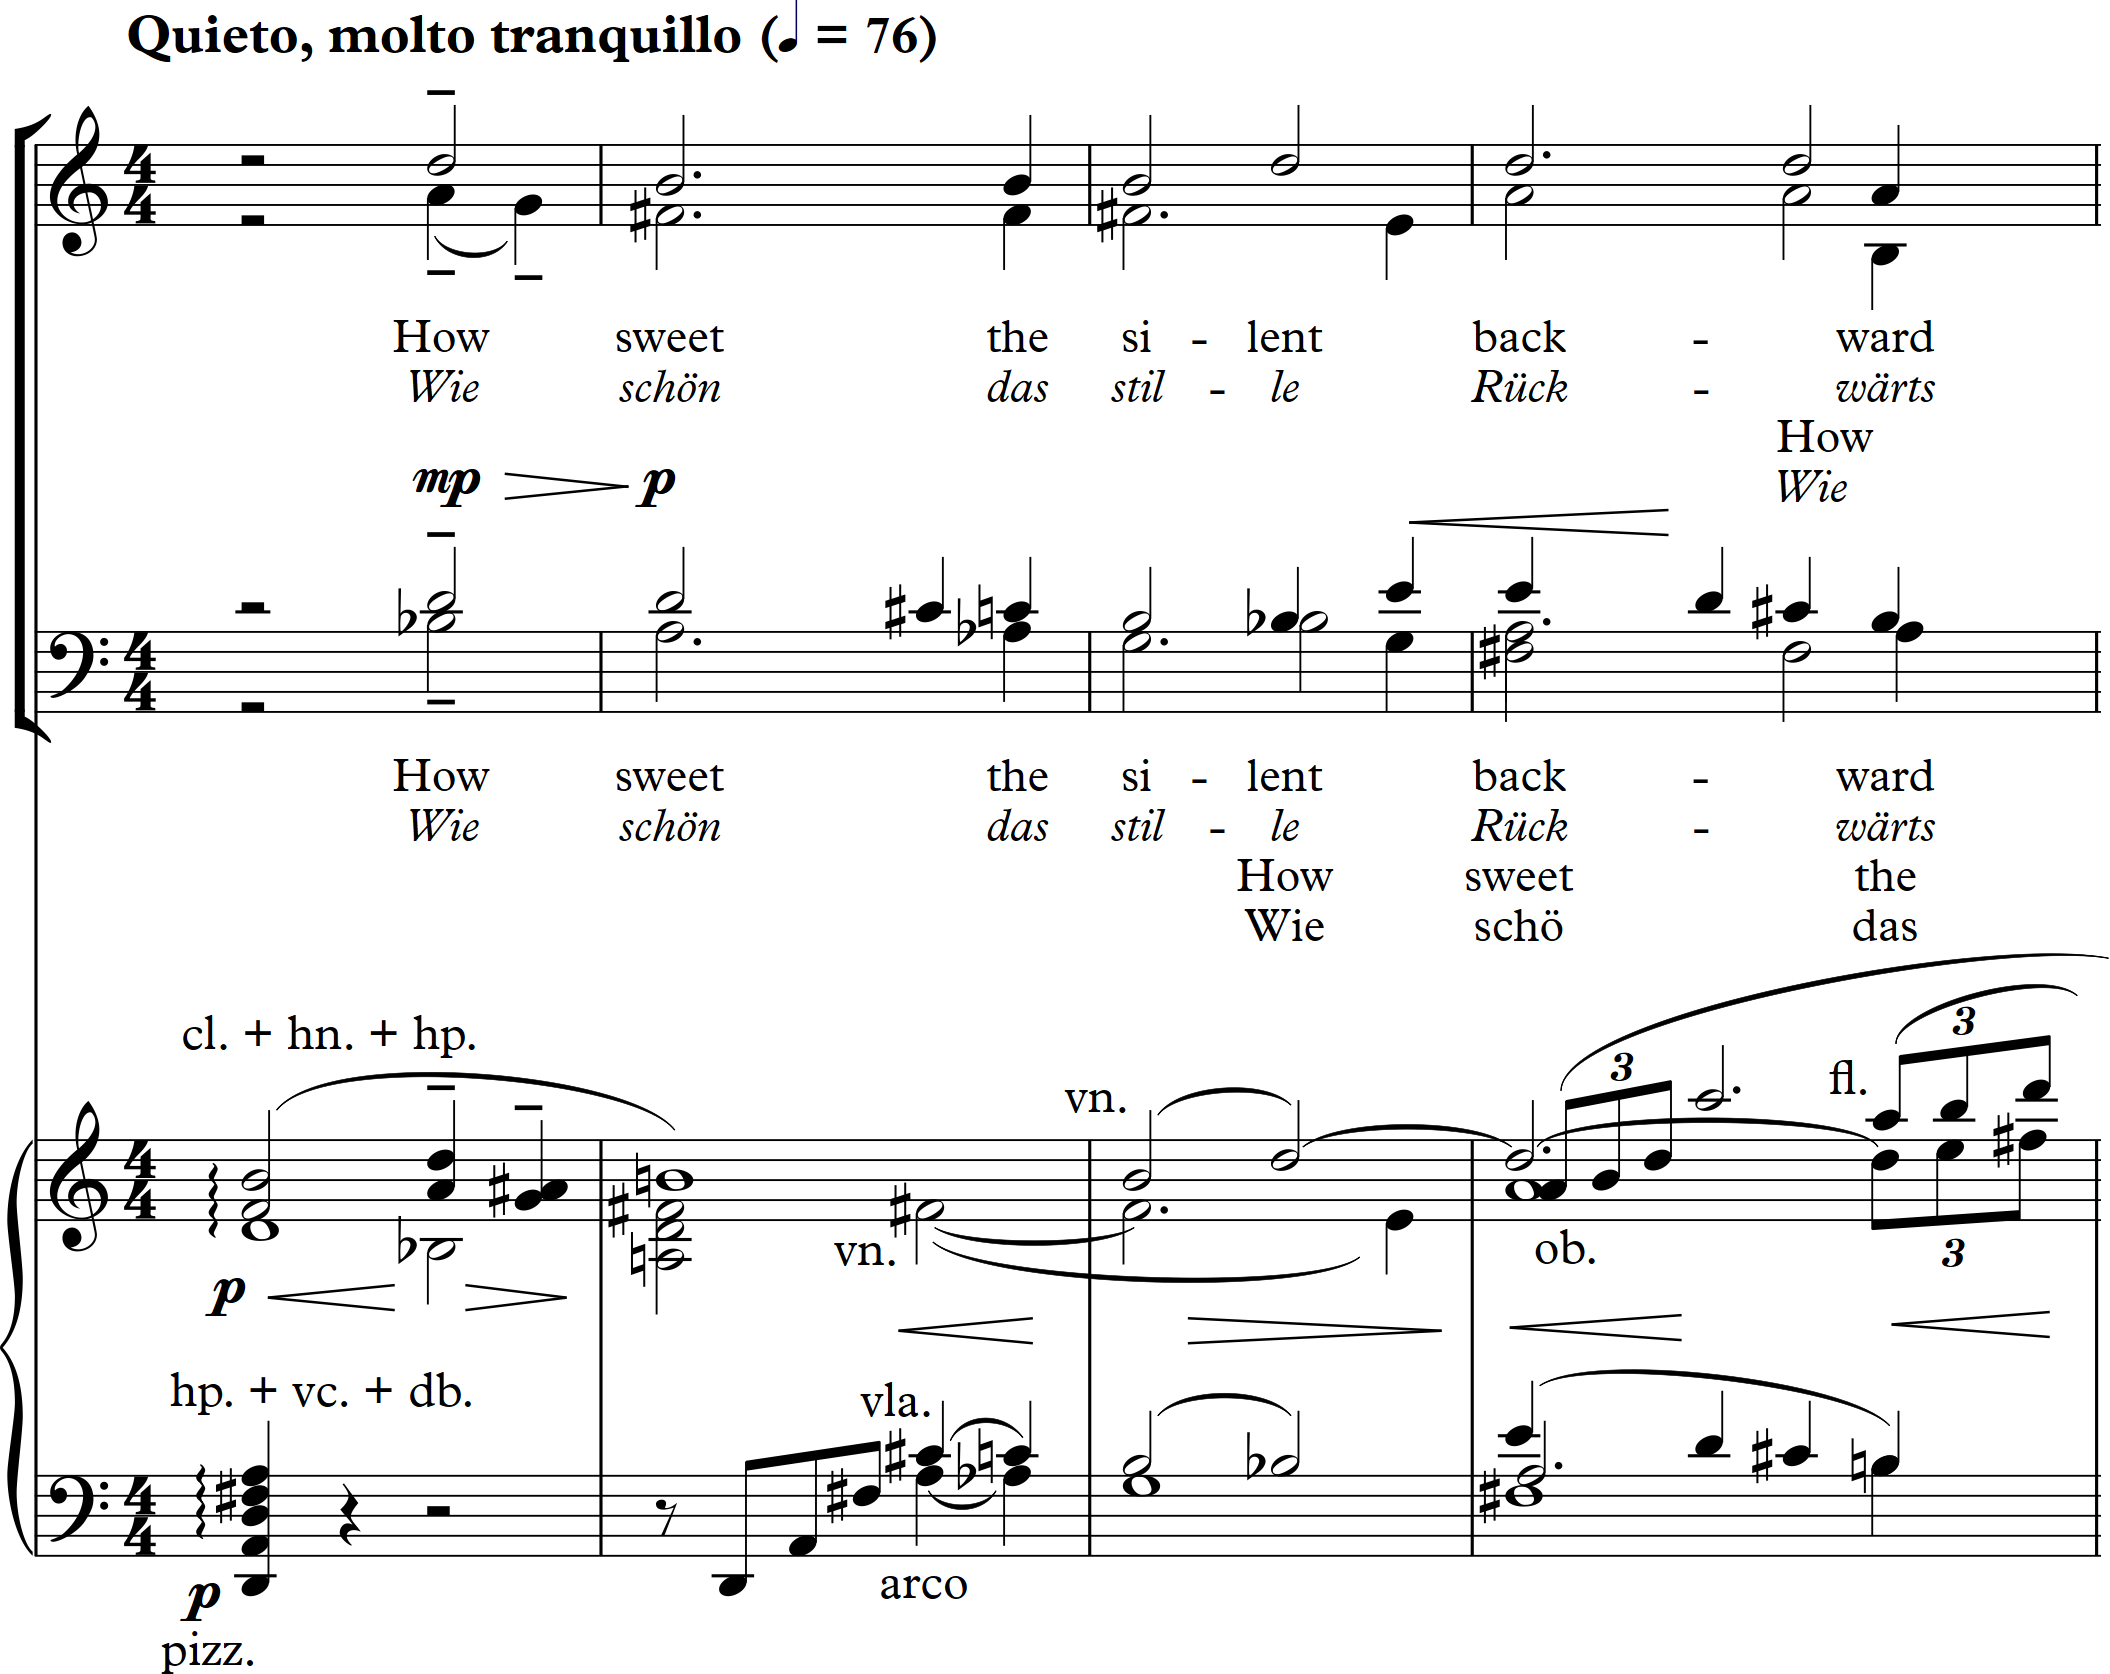 Quieto, molto tranquillo (♩ = 76)
How sweet the si - lent back - ward
Wie schön das stil - le Rück - wärts
How
Wie
mp p
How sweet the si - lent back - ward
Wie schön das stil - le Rück - wärts
How sweet the
Wie schö das
cl. + hn. + hp.
vn.
3
fl.
3
vn.
ob.
3
p
hp. + vc. + db.
vla.
arco
p
pizz.